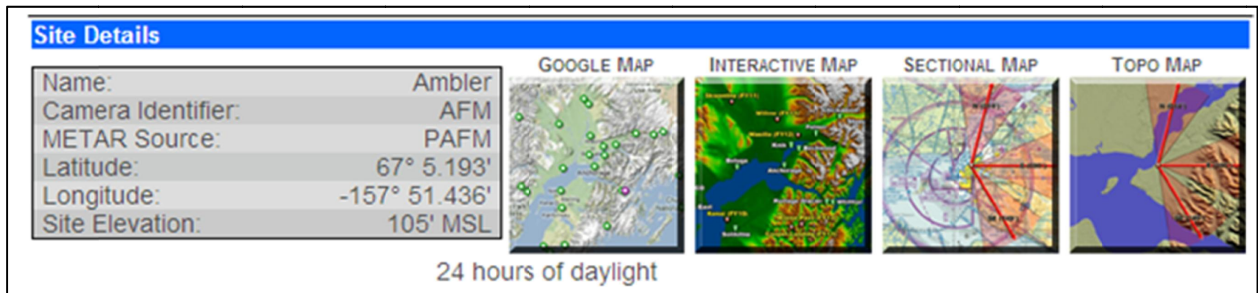 Site Details
Name: Ambler
Camera Identifier: AFM
METAR Source: PAFM
Latitude: 67° 5.193'
Longitude: -157° 51.436'
Site Elevation: 105' MSL
GOOGLE MAP
INTERACTIVE MAP
SECTIONAL MAP
TOPO MAP
24 hours of daylight